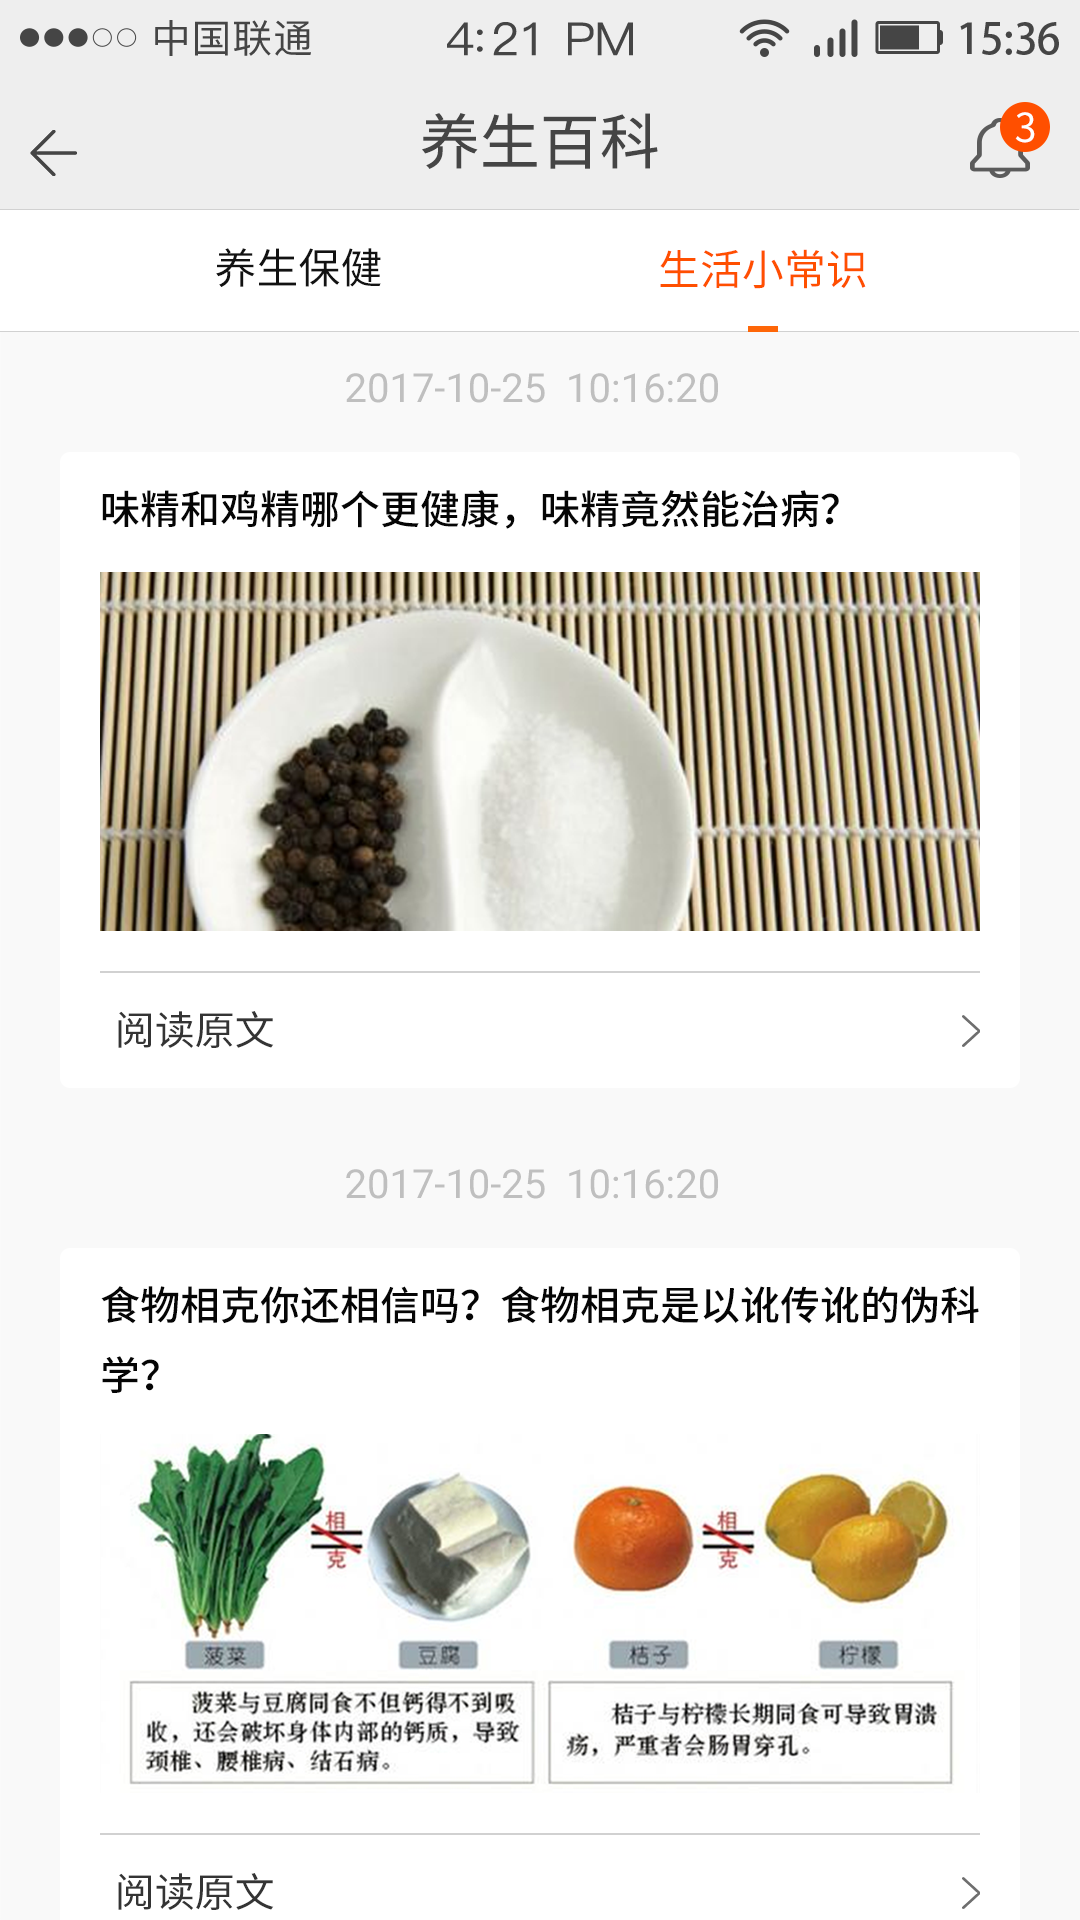 中国联通 4:21 PM 15:36
养生百科 3
养生保健 生活小常识
2017-10-25 10:16:20
味精和鸡精哪个更健康，味精竟然能治病？
阅读原文
2017-10-25 10:16:20
食物相克你还相信吗？食物相克是以讹传讹的伪科
学？
相克 相克
菠菜 豆腐 桔子 柠檬
菠菜与豆腐同食不但钙得不到吸
收，还会破坏身体内部的钙质，导致
颈椎、腰椎病、结石病。
桔子与柠檬长期同食可导致胃溃
疡，严重者会肠胃穿孔。
阅读原文